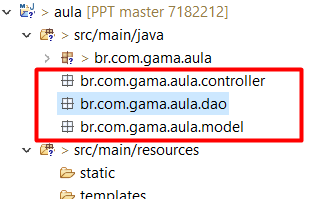 aula [PPT master 7182212]
src/main/java
br.com.gama.aula
br.com.gama.aula.controller
br.com.gama.aula.dao
br.com.gama.aula.model
src/main/resources
static
templates